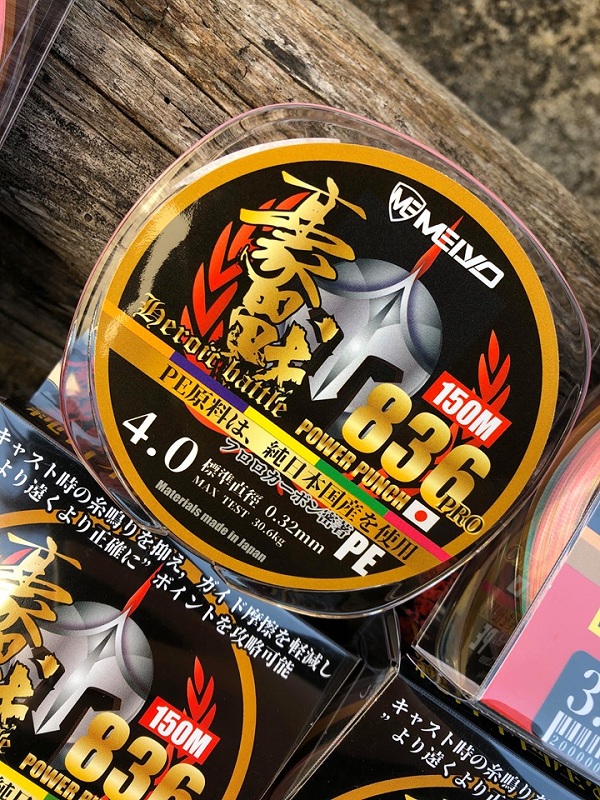 MEIYO
豪戰
Heroic battle
150M
836
PRO
POWER PUNCH
PE原料は、純日本国産を使用
フロロカーボン密着
4.0
標準直徑 0.32mm
MAX TEST 30.6kg
PE
Materials made in Japan
キャスト時の糸鳴りを抑え，ガイド摩擦を軽減し
"より遠くより正確に"ポイントを攻略可能
150M
836
POWER PUNCH
キャスト時の糸鳴り
"より遠くより正
3.